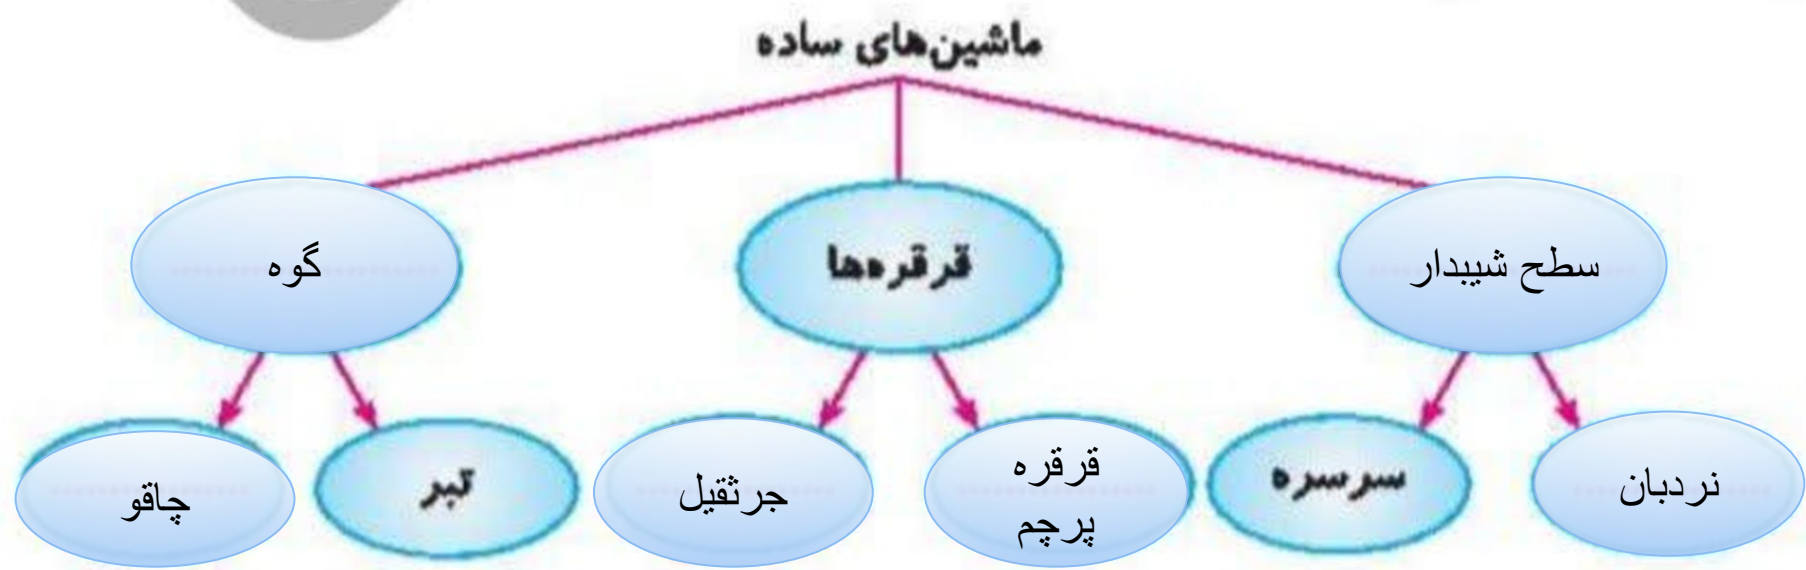 ماشین‌های ساده
سطح شیبدار
قرقره‌ها
گوه
نردبان
سرسره
قرقره
پرچم
جرثقیل
تبر
چاقو